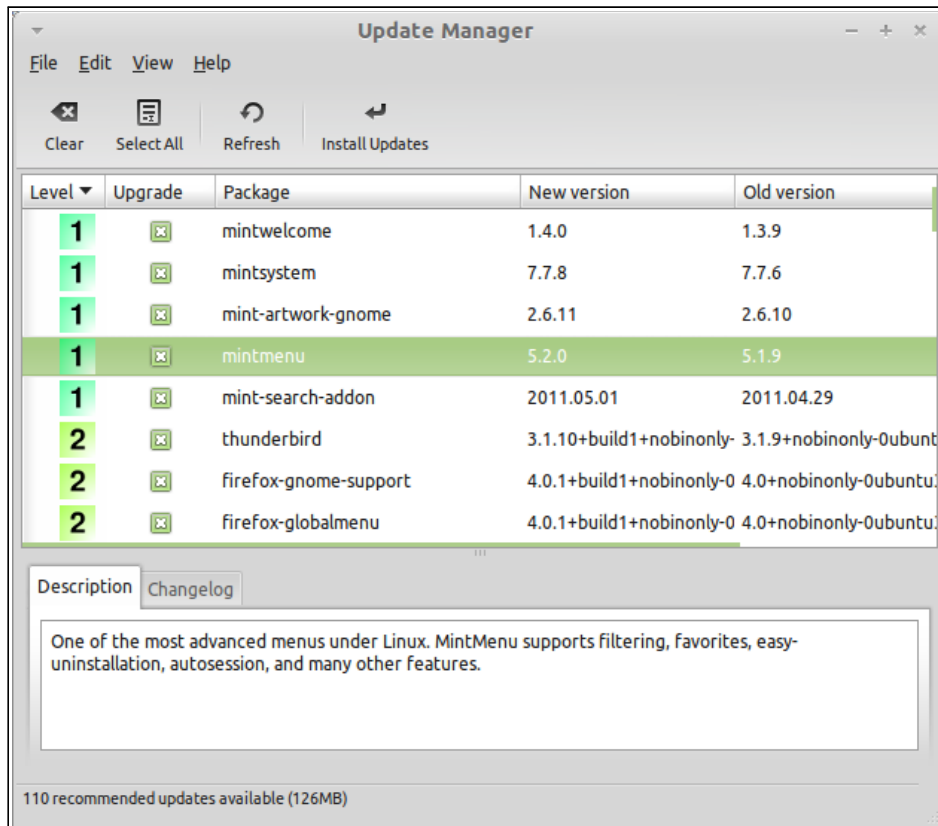 Update Manager
File Edit View Help
Clear Select All Refresh Install Updates
Level Upgrade Package New version Old version
1 mintwelcome 1.4.0 1.3.9
1 mintsystem 7.7.8 7.7.6
1 mint-artwork-gnome 2.6.11 2.6.10
1 mintmenu 5.2.0 5.1.9
1 mint-search-addon 2011.05.01 2011.04.29
2 thunderbird 3.1.10+build1+nobinonly- 3.1.9+nobinonly-0ubunt
2 firefox-gnome-support 4.0.1+build1+nobinonly-0 4.0+nobinonly-0ubuntu
2 firefox-globalmenu 4.0.1+build1+nobinonly-0 4.0+nobinonly-0ubuntu
Description Changelog
One of the most advanced menus under Linux. MintMenu supports filtering, favorites, easy-
uninstallation, autosession, and many other features.
110 recommended updates available (126MB)